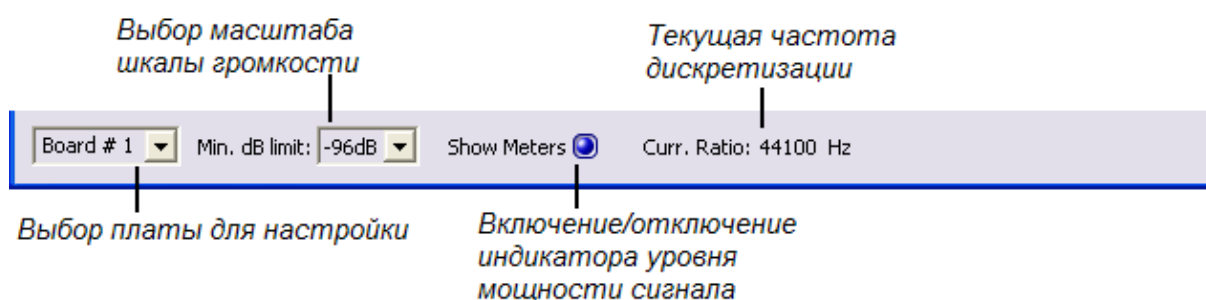 Выбор масштаба
шкалы громкости
Текущая частота
дискретизации
Board # 1 Min. dB limit: -96dB Show Meters Curr. Ratio: 44100 Hz
Выбор платы для настройки
Включение/отключение
индикатора уровня
мощности сигнала